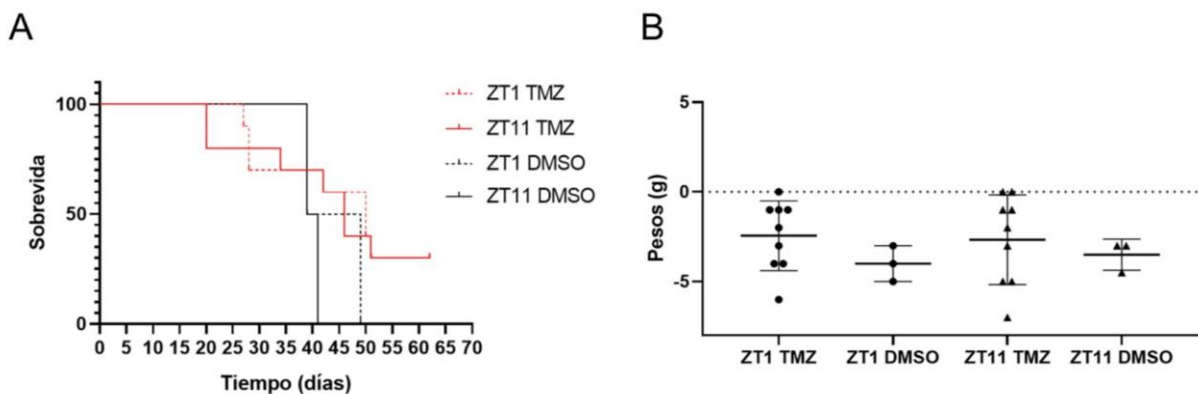 A
Sobrevida
100
50
0
0 5 10 15 20 25 30 35 40 45 50 55 60 65 70
Tiempo (días)
ZT1 TMZ
ZT11 TMZ
ZT1 DMSO
ZT11 DMSO
B
Pesos (g)
5
0
-5
ZT1 TMZ ZT1 DMSO ZT11 TMZ ZT11 DMSO